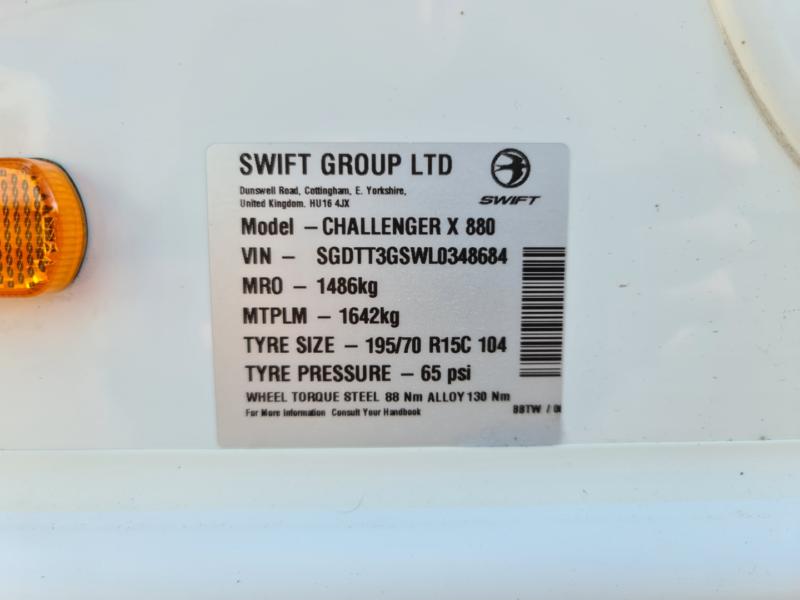 SWIFT GROUP LTD
SWIFT
Dunswell Road, Cottingham, E. Yorkshire,
United Kingdom. HU16 4JX
Model – CHALLENGER X 880
VIN – SGDTT3GSWL0348684
MRO – 1486kg
MTPLM – 1642kg
TYRE SIZE – 195/70 R15C 104
TYRE PRESSURE – 65 psi
WHEEL TORQUE STEEL 88 Nm ALLOY 130 Nm
For More Information Consult Your Handbook